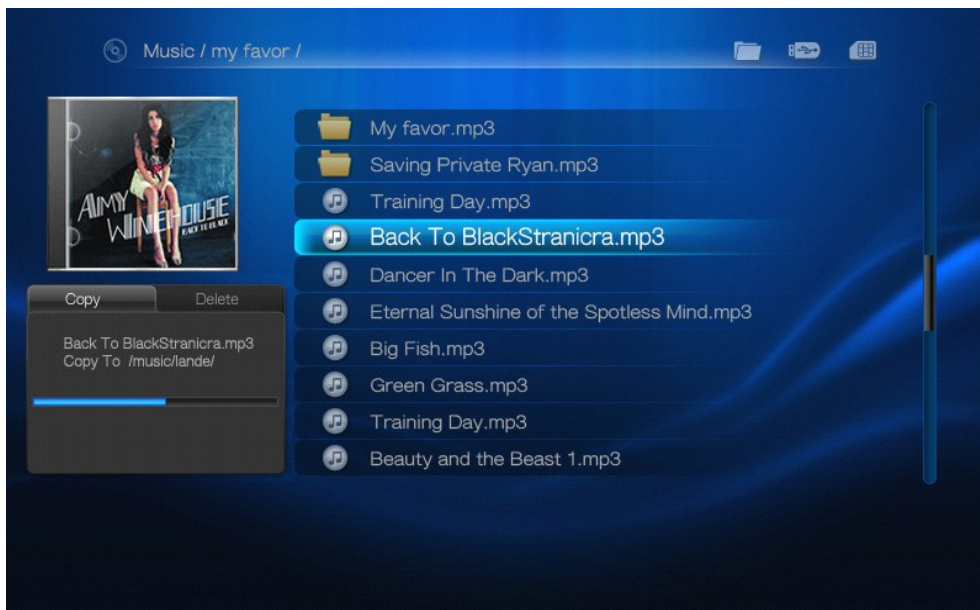 Music / my favor /
AMY
WINEHOUSE
BACK TO BLACK
Copy
Delete
Back To BlackStranicra.mp3
Copy To /music/lande/
My favor.mp3
Saving Private Ryan.mp3
Training Day.mp3
Back To BlackStranicra.mp3
Dancer In The Dark.mp3
Eternal Sunshine of the Spotless Mind.mp3
Big Fish.mp3
Green Grass.mp3
Training Day.mp3
Beauty and the Beast 1.mp3